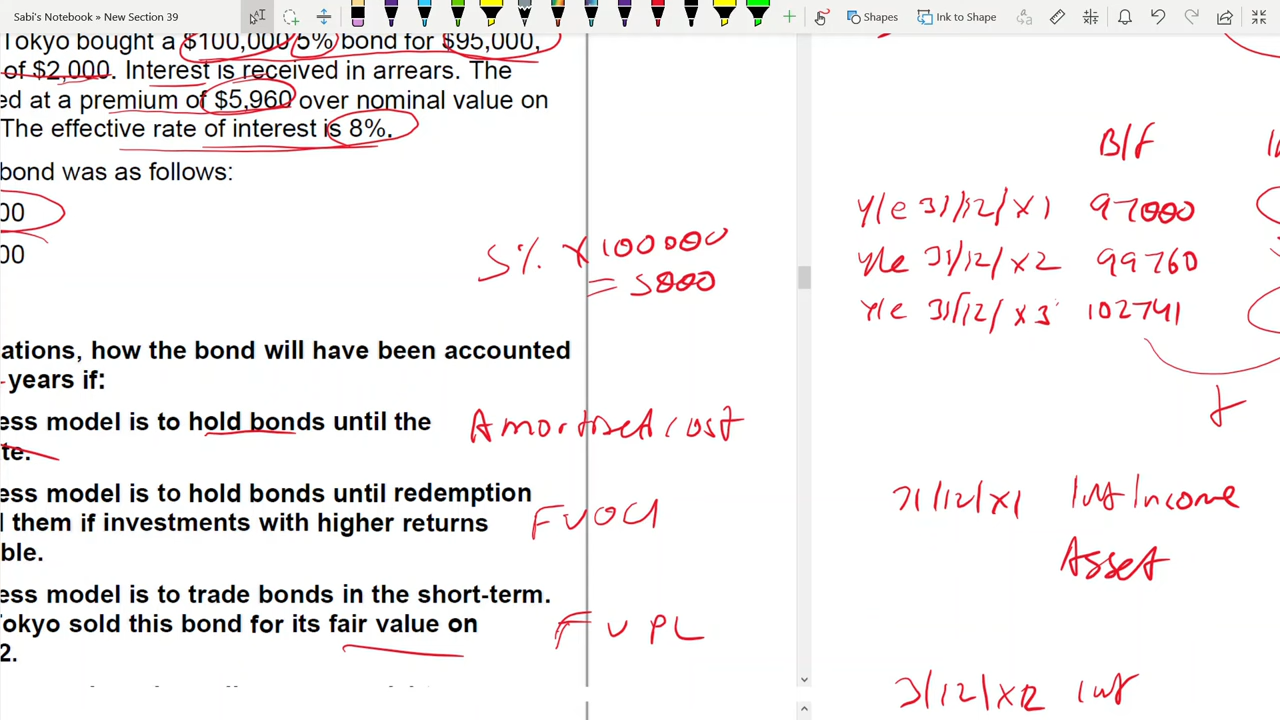 Sabi's Notebook » New Section 39
Shapes
Ink to Shape
Tokyo bought a $100,000 5% bond for $95,000,
of $2,000. Interest is received in arrears. The
ed at a premium of $5,960 over nominal value on
The effective rate of interest is 8%.
bond was as follows:
00
00
5% × 100000
= 5000
ations, how the bond will have been accounted
years if:
ess model is to hold bonds until the
te.
Amortised cost
ess model is to hold bonds until redemption
l them if investments with higher returns
ble.
FVOCI
ess model is to trade bonds in the short-term.
Tokyo sold this bond for its fair value on
2.
FVPL
B/f
Y/e 31/12/X1 97000
Y/e 31/12/X2 99760
Y/e 31/12/X3 102741
31/12/X1 Int Income
Asset
31/12/X2 Int